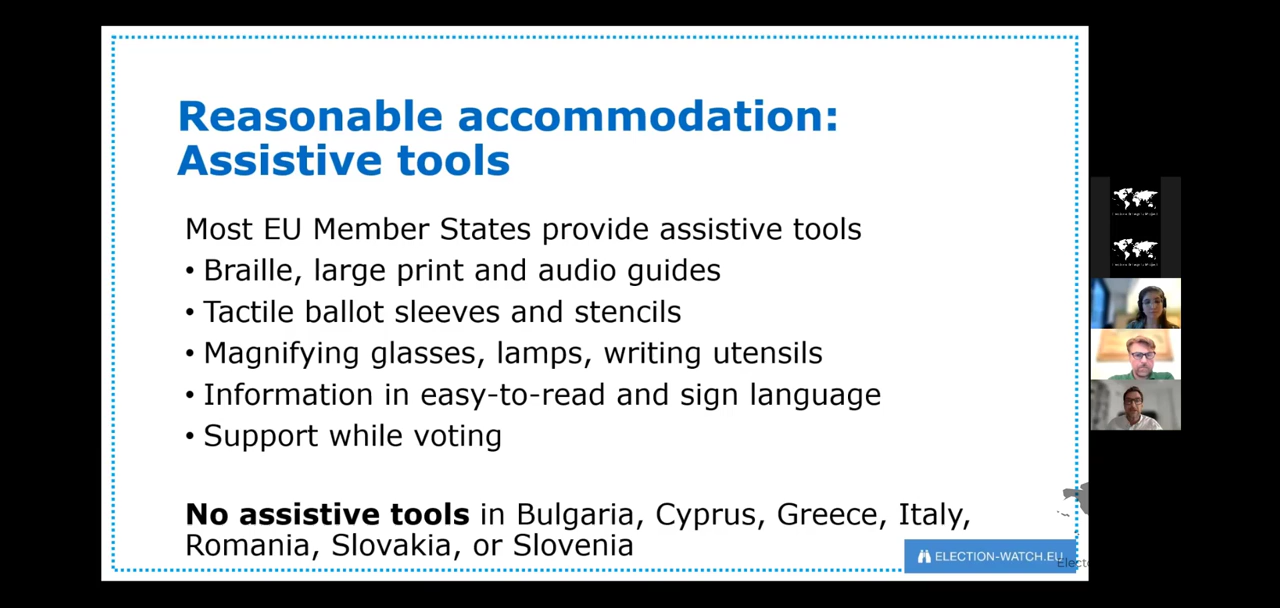 Reasonable accommodation:
Assistive tools
Most EU Member States provide assistive tools
• Braille, large print and audio guides
• Tactile ballot sleeves and stencils
• Magnifying glasses, lamps, writing utensils
• Information in easy-to-read and sign language
• Support while voting
No assistive tools in Bulgaria, Cyprus, Greece, Italy,
Romania, Slovakia, or Slovenia
ELECTION-WATCH.EU